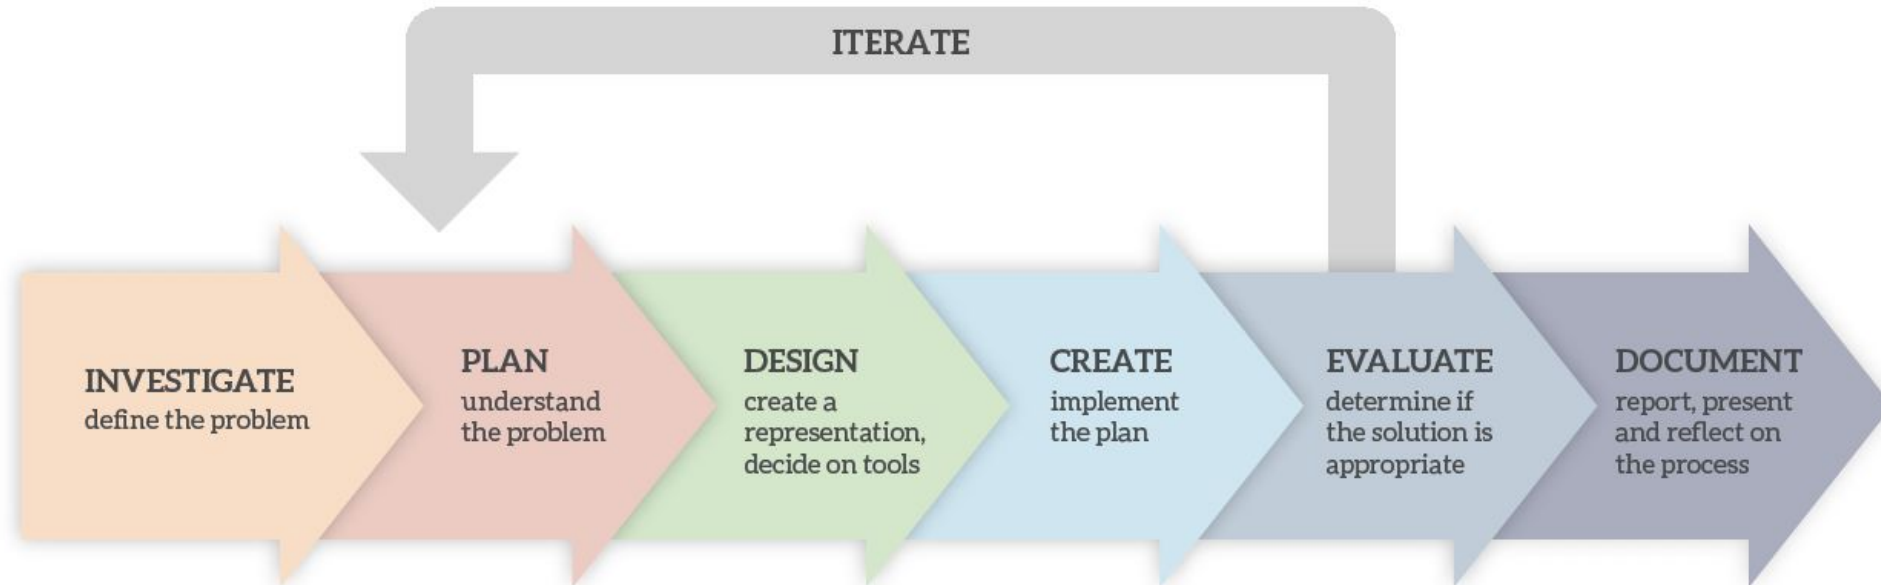 ITERATE
INVESTIGATE
define the problem
PLAN
understand
the problem
DESIGN
create a
representation,
decide on tools
CREATE
implement
the plan
EVALUATE
determine if
the solution is
appropriate
DOCUMENT
report, present
and reflect on
the process